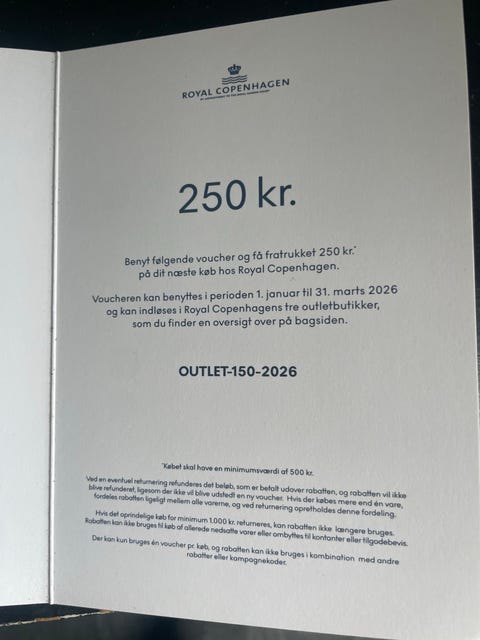 ROYAL COPENHAGEN
BY APPOINTMENT TO THE ROYAL DANISH COURT
250 kr.
Benyt følgende voucher og få fratrukket 250 kr.*
på dit næste køb hos Royal Copenhagen.
Voucheren kan benyttes i perioden 1. januar til 31. marts 2026
og kan indløses i Royal Copenhagens tre outletbutikker,
som du finder en oversigt over på bagsiden.
OUTLET-150-2026
*Købet skal have en minimumsværdi af 500 kr.
Ved en eventuel returnering refunderes det beløb, som er betalt udover rabatten, og rabatten vil ikke
blive refunderet, ligesom der ikke vil blive udstedt en ny voucher. Hvis der købes mere end én vare,
fordeles rabatten ligeligt mellem alle varerne, og ved returnering opretholdes denne fordeling.
Hvis det oprindelige køb for minimum 1.000 kr. returneres, kan rabatten ikke længere bruges.
Rabatten kan ikke bruges til køb af allerede nedsatte varer eller ombyttes til kontanter eller tilgodebevis.
Der kan kun bruges én voucher pr. køb, og rabatten kan ikke bruges i kombination med andre
rabatter eller kampagnekoder.